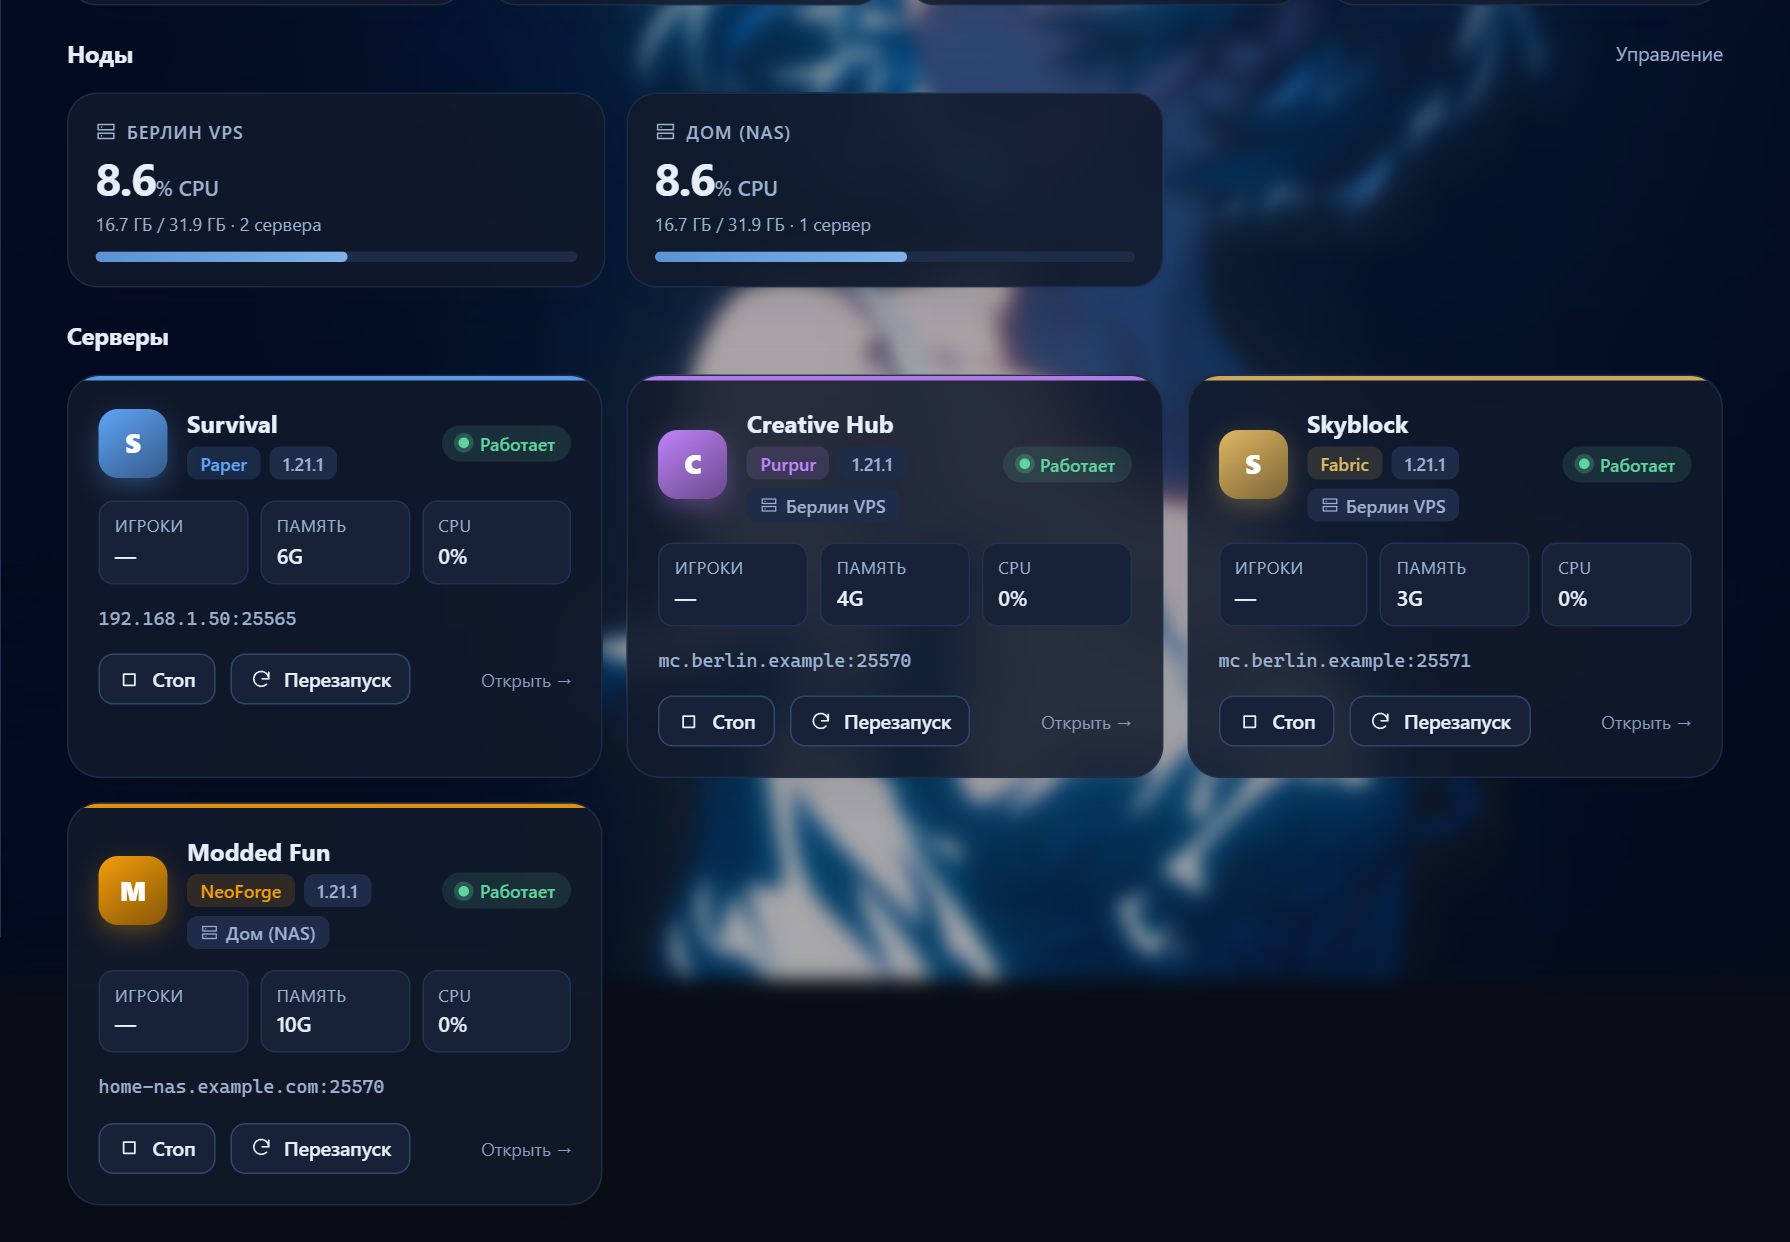 Ноды
Управление
БЕРЛИН VPS
8.6% CPU
16.7 ГБ / 31.9 ГБ · 2 сервера
ДОМ (NAS)
8.6% CPU
16.7 ГБ / 31.9 ГБ · 1 сервер
Серверы
S
Survival
Paper 1.21.1
Работает
ИГРОКИ
—
ПАМЯТЬ
6G
CPU
0%
192.168.1.50:25565
Стоп
Перезапуск
Открыть →
C
Creative Hub
Purpur 1.21.1
Берлин VPS
Работает
ИГРОКИ
—
ПАМЯТЬ
4G
CPU
0%
mc.berlin.example:25570
Стоп
Перезапуск
Открыть →
S
Skyblock
Fabric 1.21.1
Берлин VPS
Работает
ИГРОКИ
—
ПАМЯТЬ
3G
CPU
0%
mc.berlin.example:25571
Стоп
Перезапуск
Открыть →
M
Modded Fun
NeoForge 1.21.1
Дом (NAS)
Работает
ИГРОКИ
—
ПАМЯТЬ
10G
CPU
0%
home-nas.example.com:25570
Стоп
Перезапуск
Открыть →